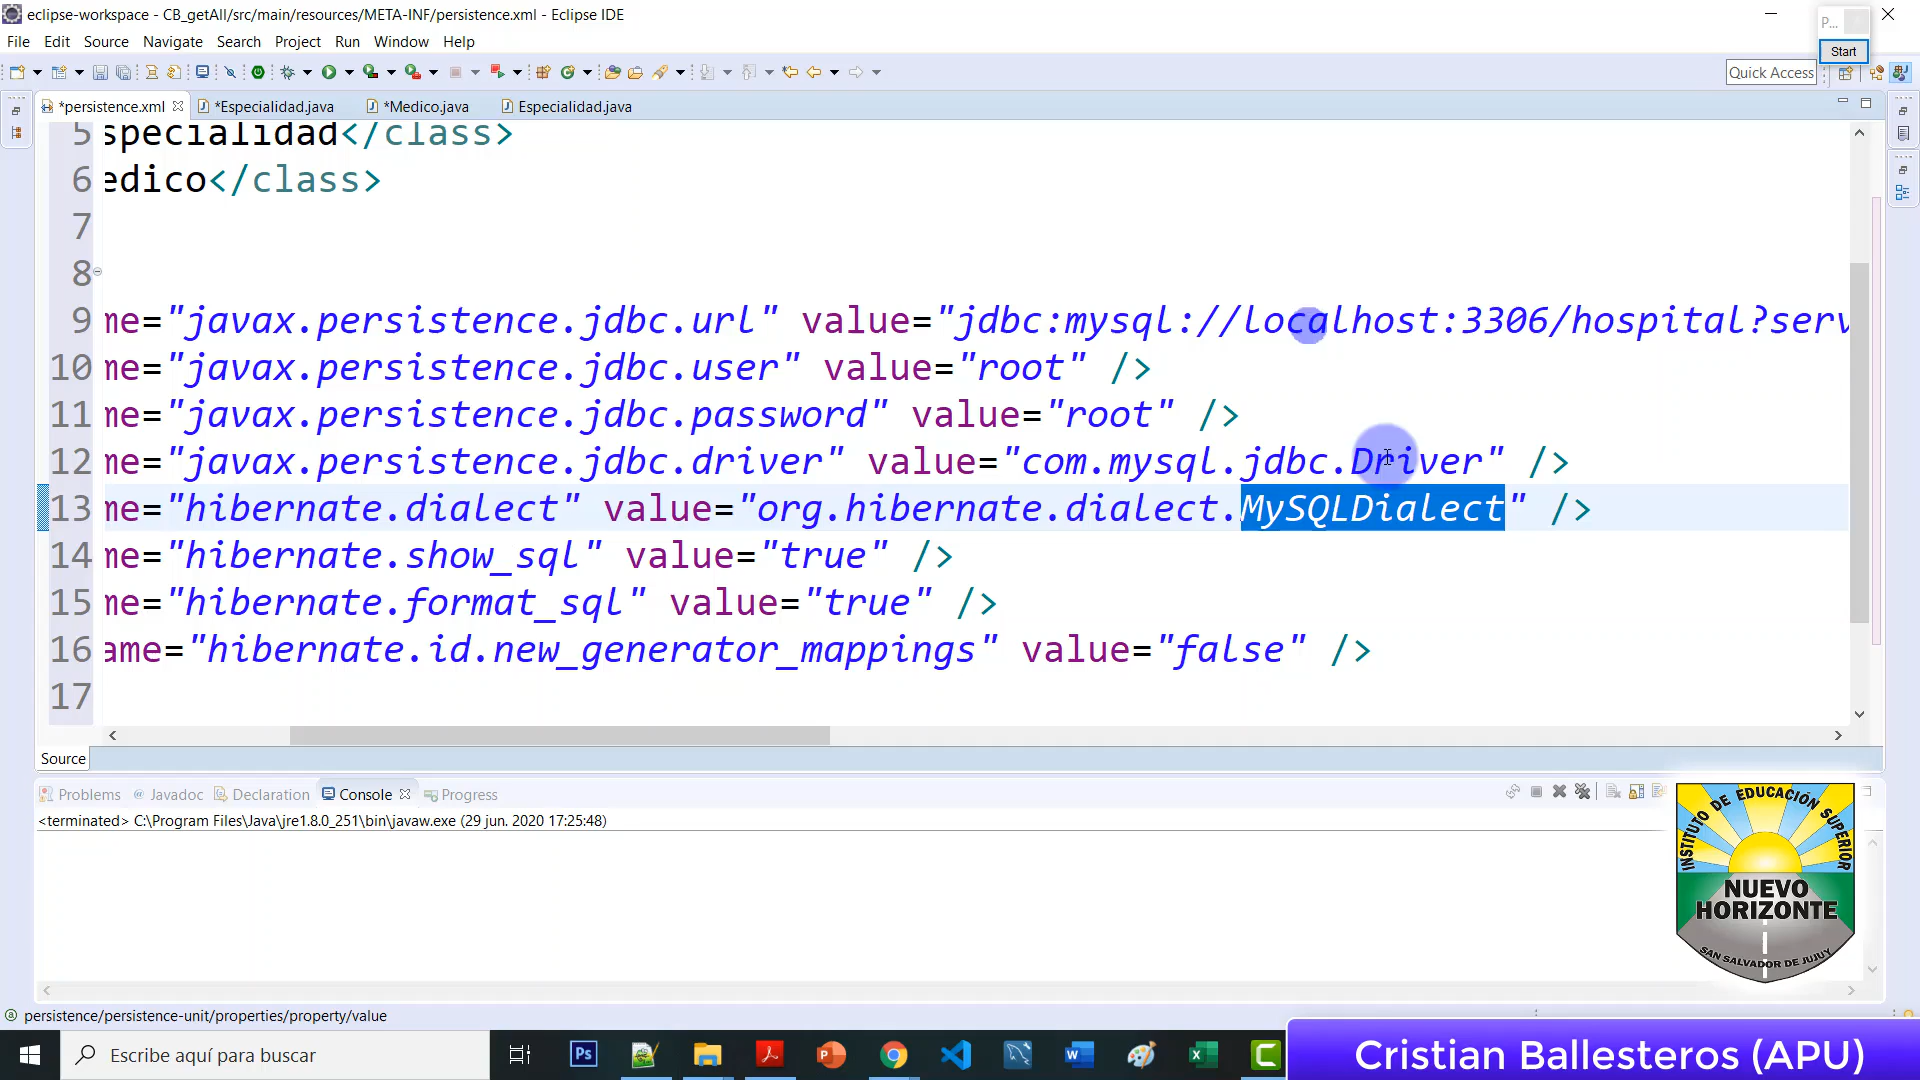 eclipse-workspace - CB_getAll/src/main/resources/META-INF/persistence.xml - Eclipse IDE
P...
File Edit Source Navigate Search Project Run Window Help
Start
Quick Access
*persistence.xml *Especialidad.java *Medico.java Especialidad.java
5 specialidad</class>
6 edico</class>
7
8
9 me="javax.persistence.jdbc.url" value="jdbc:mysql://localhost:3306/hospital?serv
10 me="javax.persistence.jdbc.user" value="root" />
11 me="javax.persistence.jdbc.password" value="root" />
12 me="javax.persistence.jdbc.driver" value="com.mysql.jdbc.Driver" />
13 me="hibernate.dialect" value="org.hibernate.dialect.MySQLDialect" />
14 me="hibernate.show_sql" value="true" />
15 me="hibernate.format_sql" value="true" />
16 ame="hibernate.id.new_generator_mappings" value="false" />
17
Source
Problems Javadoc Declaration Console Progress
<terminated> C:\Program Files\Java\jre1.8.0_251\bin\javaw.exe (29 jun. 2020 17:25:48)
INSTITUTO DE EDUCACIÓN SUPERIOR
NUEVO
HORIZONTE
SAN SALVADOR DE JUJUY
persistence/persistence-unit/properties/property/value
Escribe aquí para buscar
Cristian Ballesteros (APU)